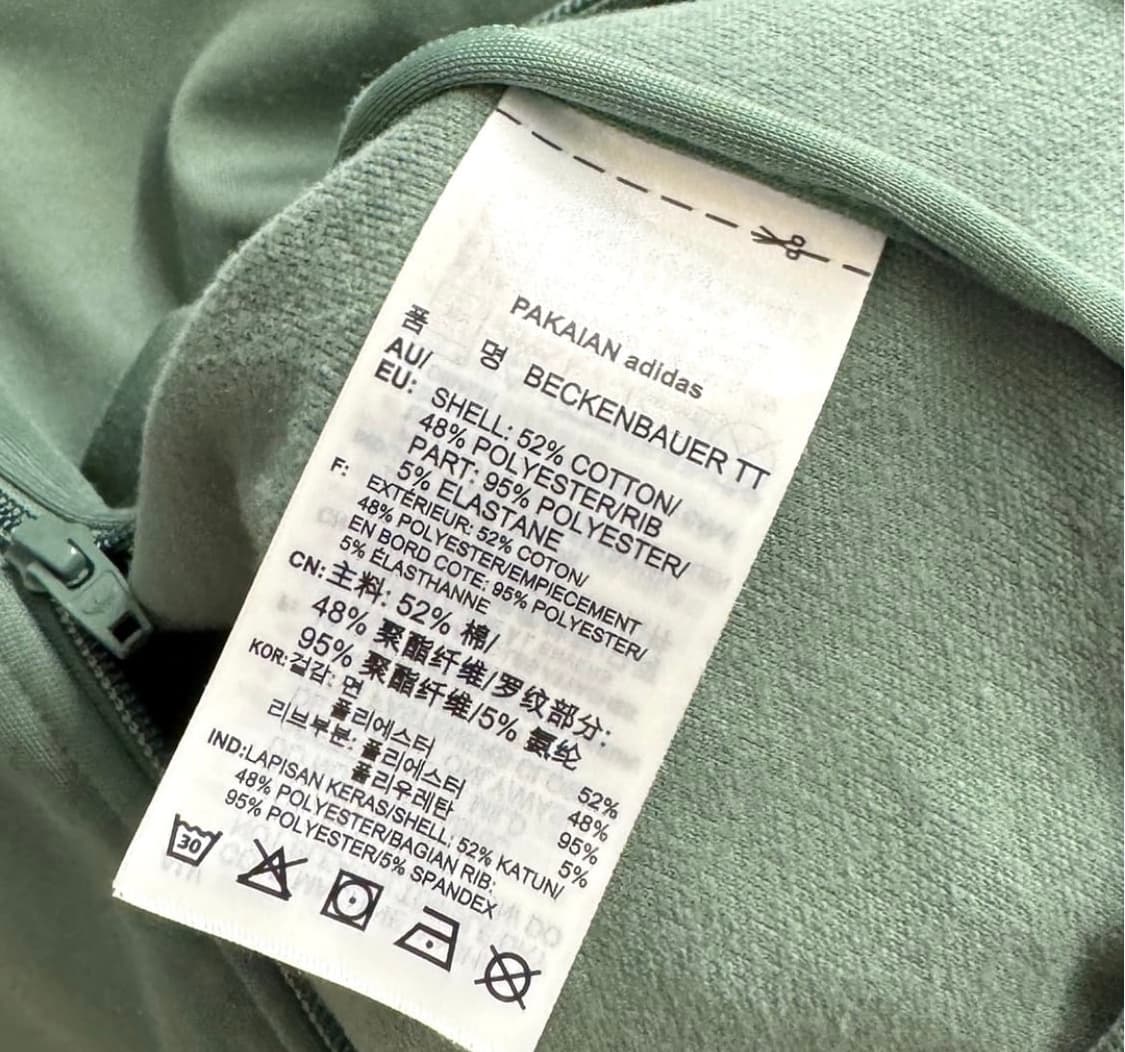 PAKAIAN adidas
품 명 BECKENBAUER TT
AU/
EU: SHELL: 52% COTTON/
48% POLYESTER/RIB
PART: 95% POLYESTER/
5% ELASTANE
F: EXTÉRIEUR: 52% COTON/
48% POLYESTER/EMPIECEMENT
EN BORD COTE: 95% POLYESTER/
5% ÉLASTHANNE
CN: 主料: 52% 棉/
48% 聚酯纤维/罗纹部分:
95% 聚酯纤维/5% 氨纶
KOR: 겉감: 면 52%
폴리에스터 48%
리브부분: 폴리에스터 95%
폴리우레탄 5%
IND:LAPISAN KERAS/SHELL: 52% KATUN/
48% POLYESTER/BAGIAN RIB:
95% POLYESTER/5% SPANDEX
30